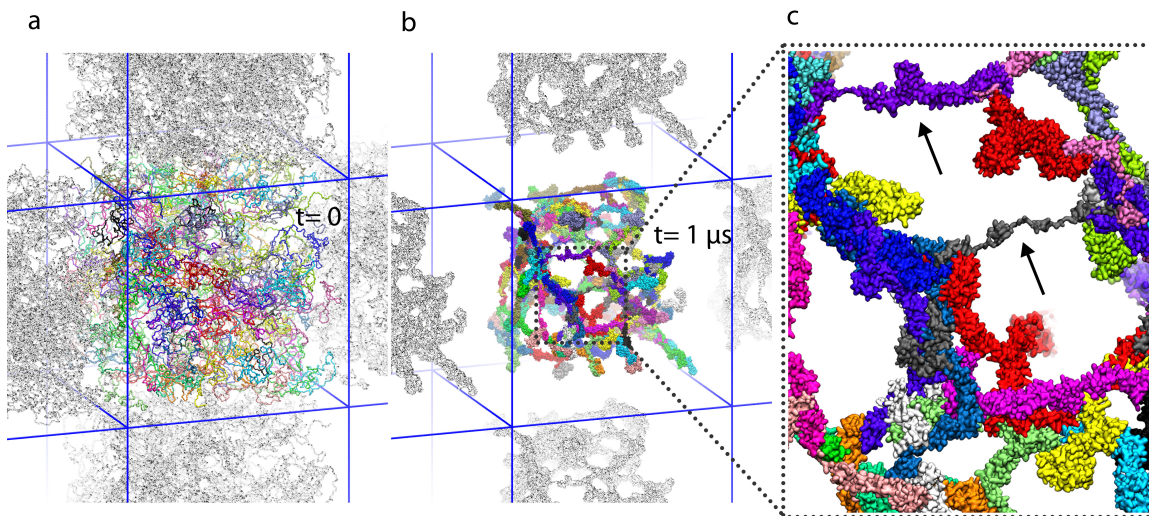 a
b
c
t= 0
t= 1 μs